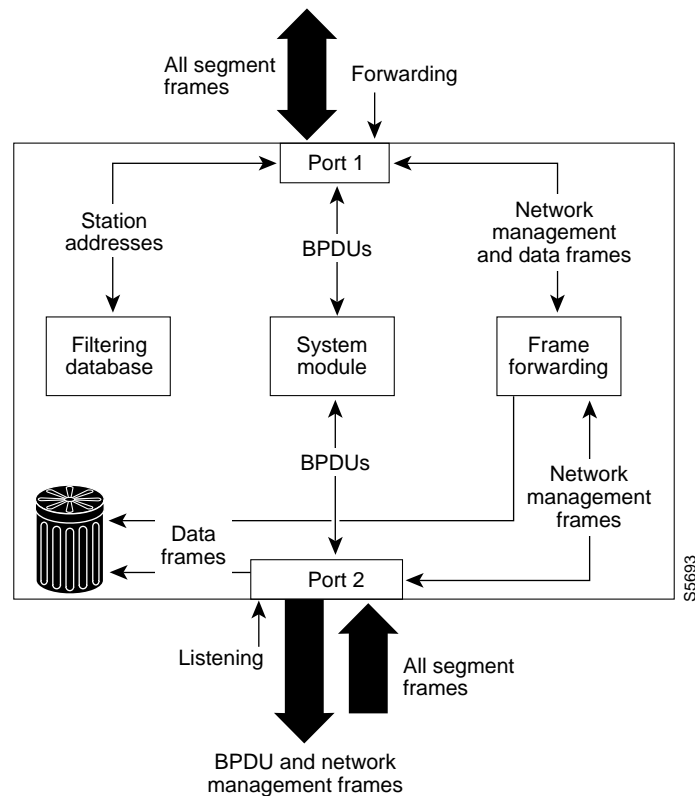 All segment
frames
Forwarding
Port 1
Station
addresses
BPDUs
Network
management
and data frames
Filtering
database
System
module
Frame
forwarding
BPDUs
Network
management
frames
Data
frames
Port 2
S5693
Listening
All segment
frames
BPDU and network
management frames